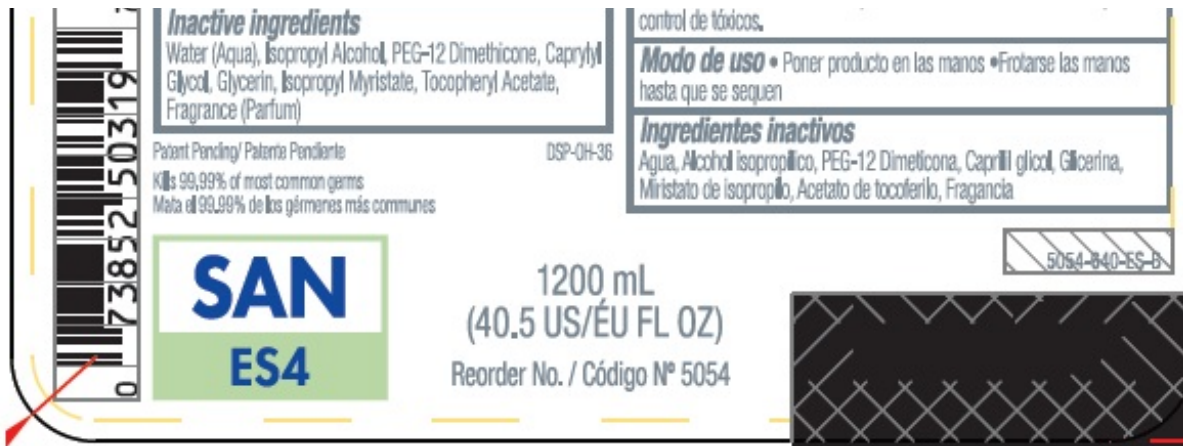 Inactive ingredients
Water (Aqua), Isopropyl Alcohol, PEG-12 Dimethicone, Caprylyl
Glycol, Glycerin, Isopropyl Myristate, Tocopheryl Acetate,
Fragrance (Parfum)
Patent Pending/ Patente Pendiente
DSP-OH-36
Kills 99.99% of most common germs
Mata el 99.99% de los gérmenes más communes
control de tóxicos.
Modo de uso • Poner producto en las manos •Frotarse las manos
hasta que se sequen
Ingredientes inactivos
Agua, Alcohol isopropilico, PEG-12 Dimeticona, Caprilil glicol, Glicerina,
Miristato de isopropilo, Acetato de tocoferilo, Fragancia
0 73852 50319
SAN
ES4
1200 mL
(40.5 US/ÉU FL OZ)
Reorder No. / Código Nº 5054
5054-640-ES-B